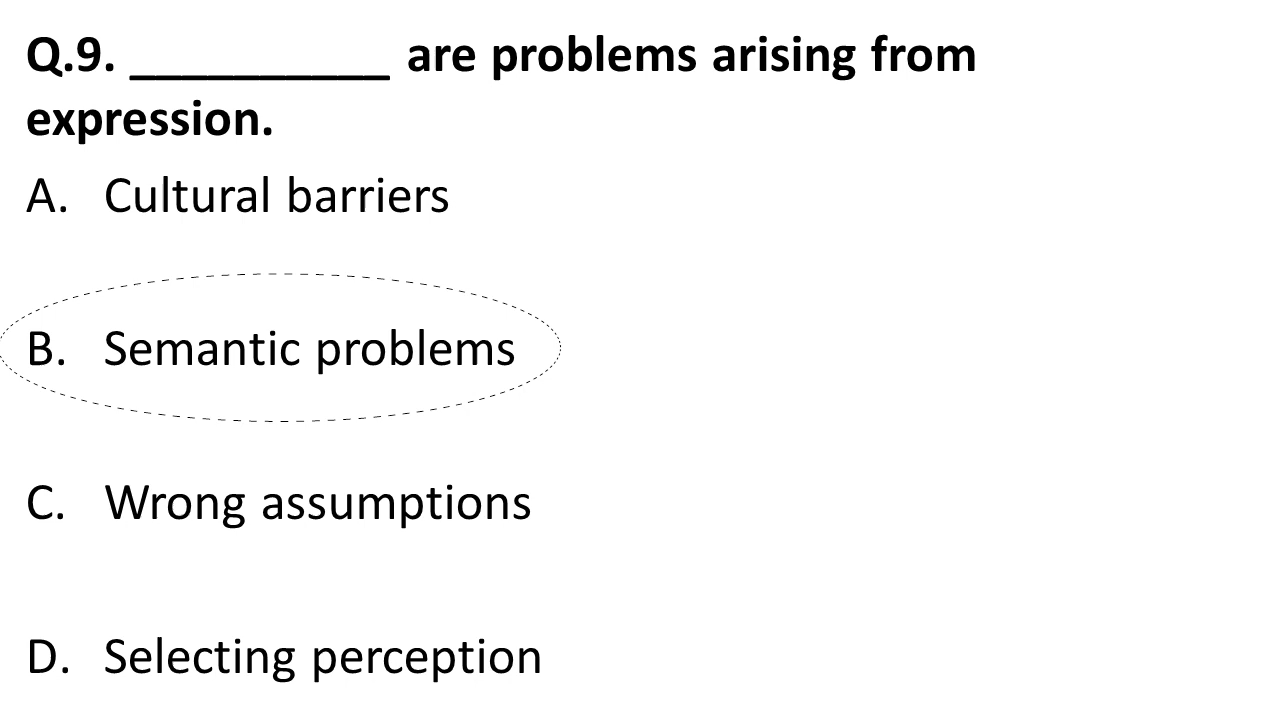 Q.9. __________ are problems arising from
expression.
A. Cultural barriers
B. Semantic problems
C. Wrong assumptions
D. Selecting perception